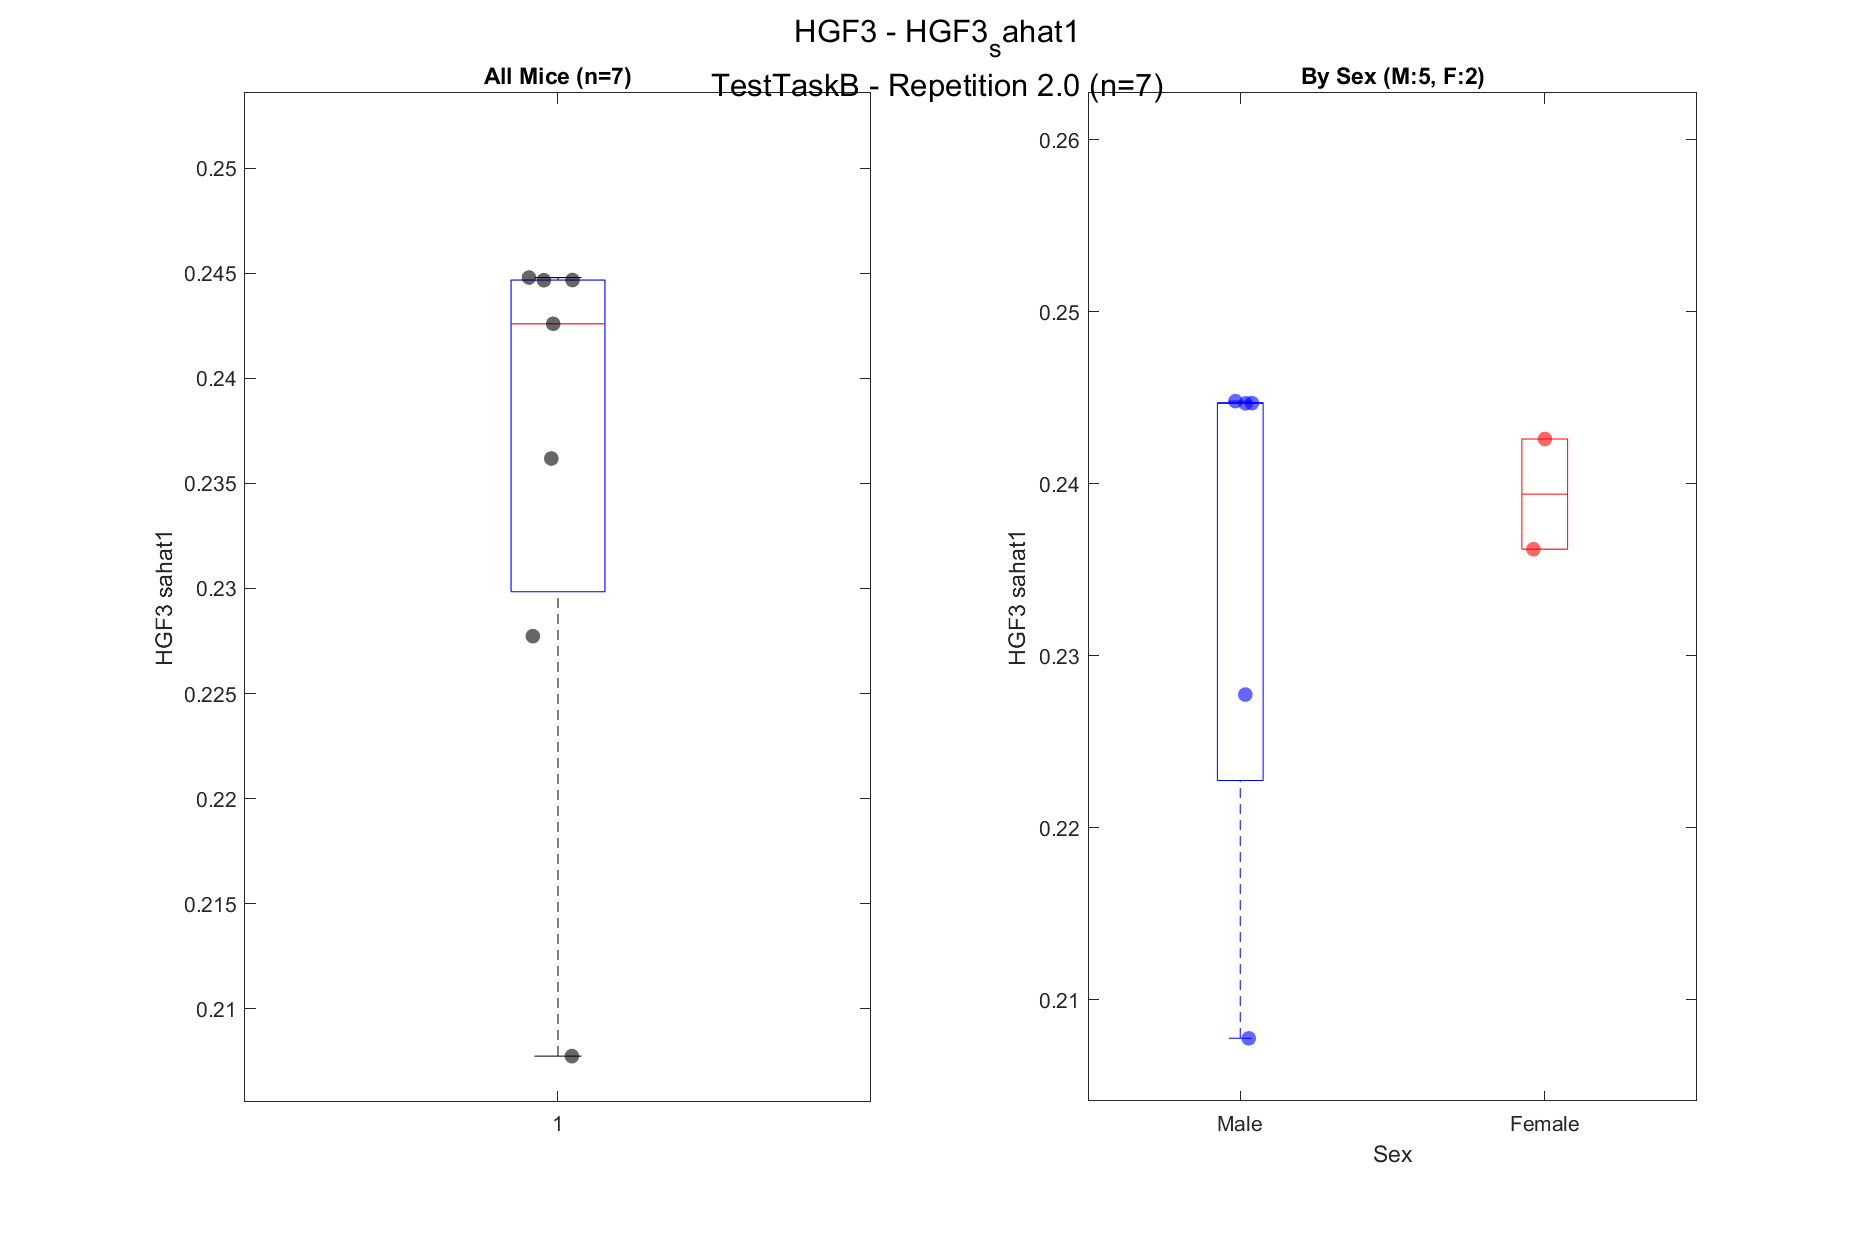 HGF3 - HGF3sahat1
TestTaskB - Repetition 2.0 (n=7)
All Mice (n=7)
0.25
0.245
0.24
0.235
0.23
0.225
0.22
0.215
0.21
HGF3 sahat1
1
By Sex (M:5, F:2)
0.26
0.25
0.24
0.23
0.22
0.21
HGF3 sahat1
Male Female
Sex